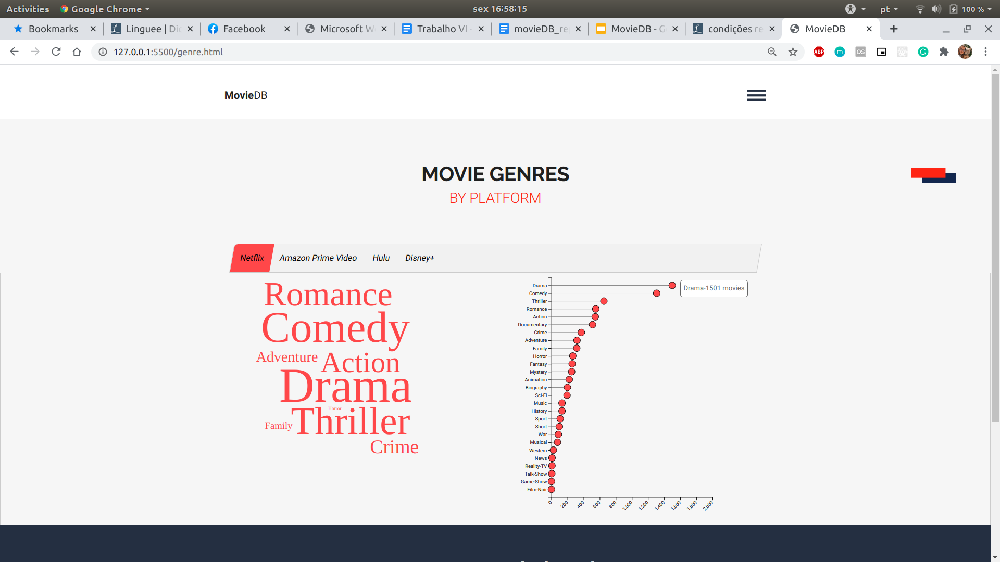 Activities Google Chrome sex 16:58:15 pt 100 %
Bookmarks Linguee | Dic Facebook Microsoft W Trabalho VI - movieDB_re MovieDB - G condições re MovieDB
127.0.0.1:5500/genre.html ABP m
MovieDB
MOVIE GENRES
BY PLATFORM
Netflix Amazon Prime Video Hulu Disney+
Romance
Comedy
Adventure
Action
Drama
Horror
Thriller
Family
Crime
Drama
Drama-1501 movies
Comedy
Thriller
Romance
Action
Documentary
Crime
Adventure
Family
Horror
Fantasy
Mystery
Animation
Biography
Sci-Fi
Music
History
Sport
Short
War
Musical
Western
News
Reality-TV
Talk-Show
Game-Show
Film-Noir
0 200 400 600 800 1,000 1,200 1,400 1,600 1,800 2,000